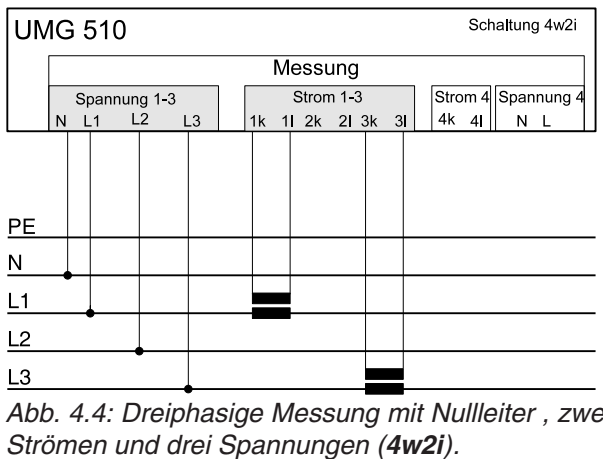 UMG 510
Schaltung 4w2i
Messung
Spannung 1-3
Strom 1-3
Strom 4
Spannung 4
N L1 L2 L3
1k 1l 2k 2l 3k 3l
4k 4l
N L
PE
N
L1
L2
L3
Abb. 4.4: Dreiphasige Messung mit Nullleiter , zwe
Strömen und drei Spannungen (4w2i).